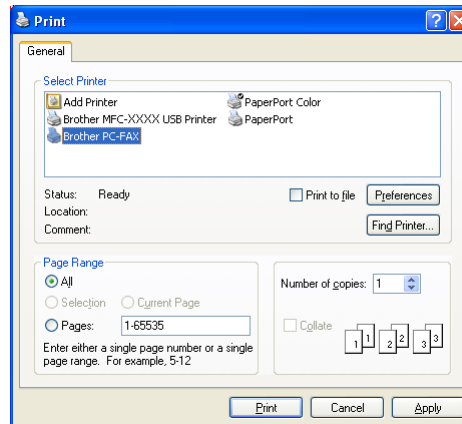 Print
General
Select Printer
Add Printer
PaperPort Color
Brother MFC-XXXX USB Printer
PaperPort
Brother PC-FAX
Status: Ready
Print to file
Preferences
Location:
Comment:
Find Printer...
Page Range
All
Selection
Current Page
Pages: 1-65535
Enter either a single page number or a single
page range. For example, 5-12
Number of copies: 1
Collate
1 1 2 2 3 3
Print
Cancel
Apply